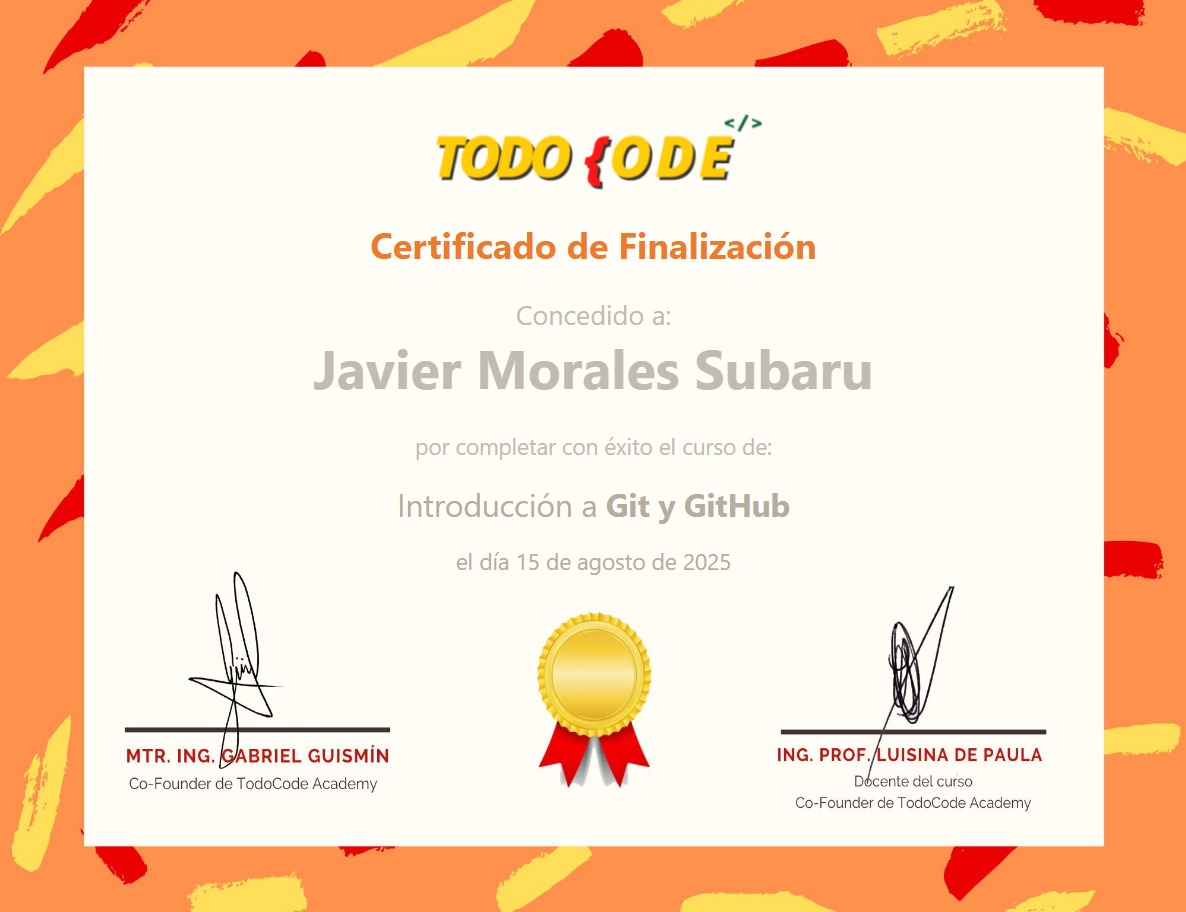 </>
TODO {ODE
Certificado de Finalización
Concedido a:
Javier Morales Subaru
por completar con éxito el curso de:
Introducción a Git y GitHub
el día 15 de agosto de 2025
MTR. ING. GABRIEL GUISMÍN
Co-Founder de TodoCode Academy
ING. PROF. LUISINA DE PAULA
Docente del curso
Co-Founder de TodoCode Academy